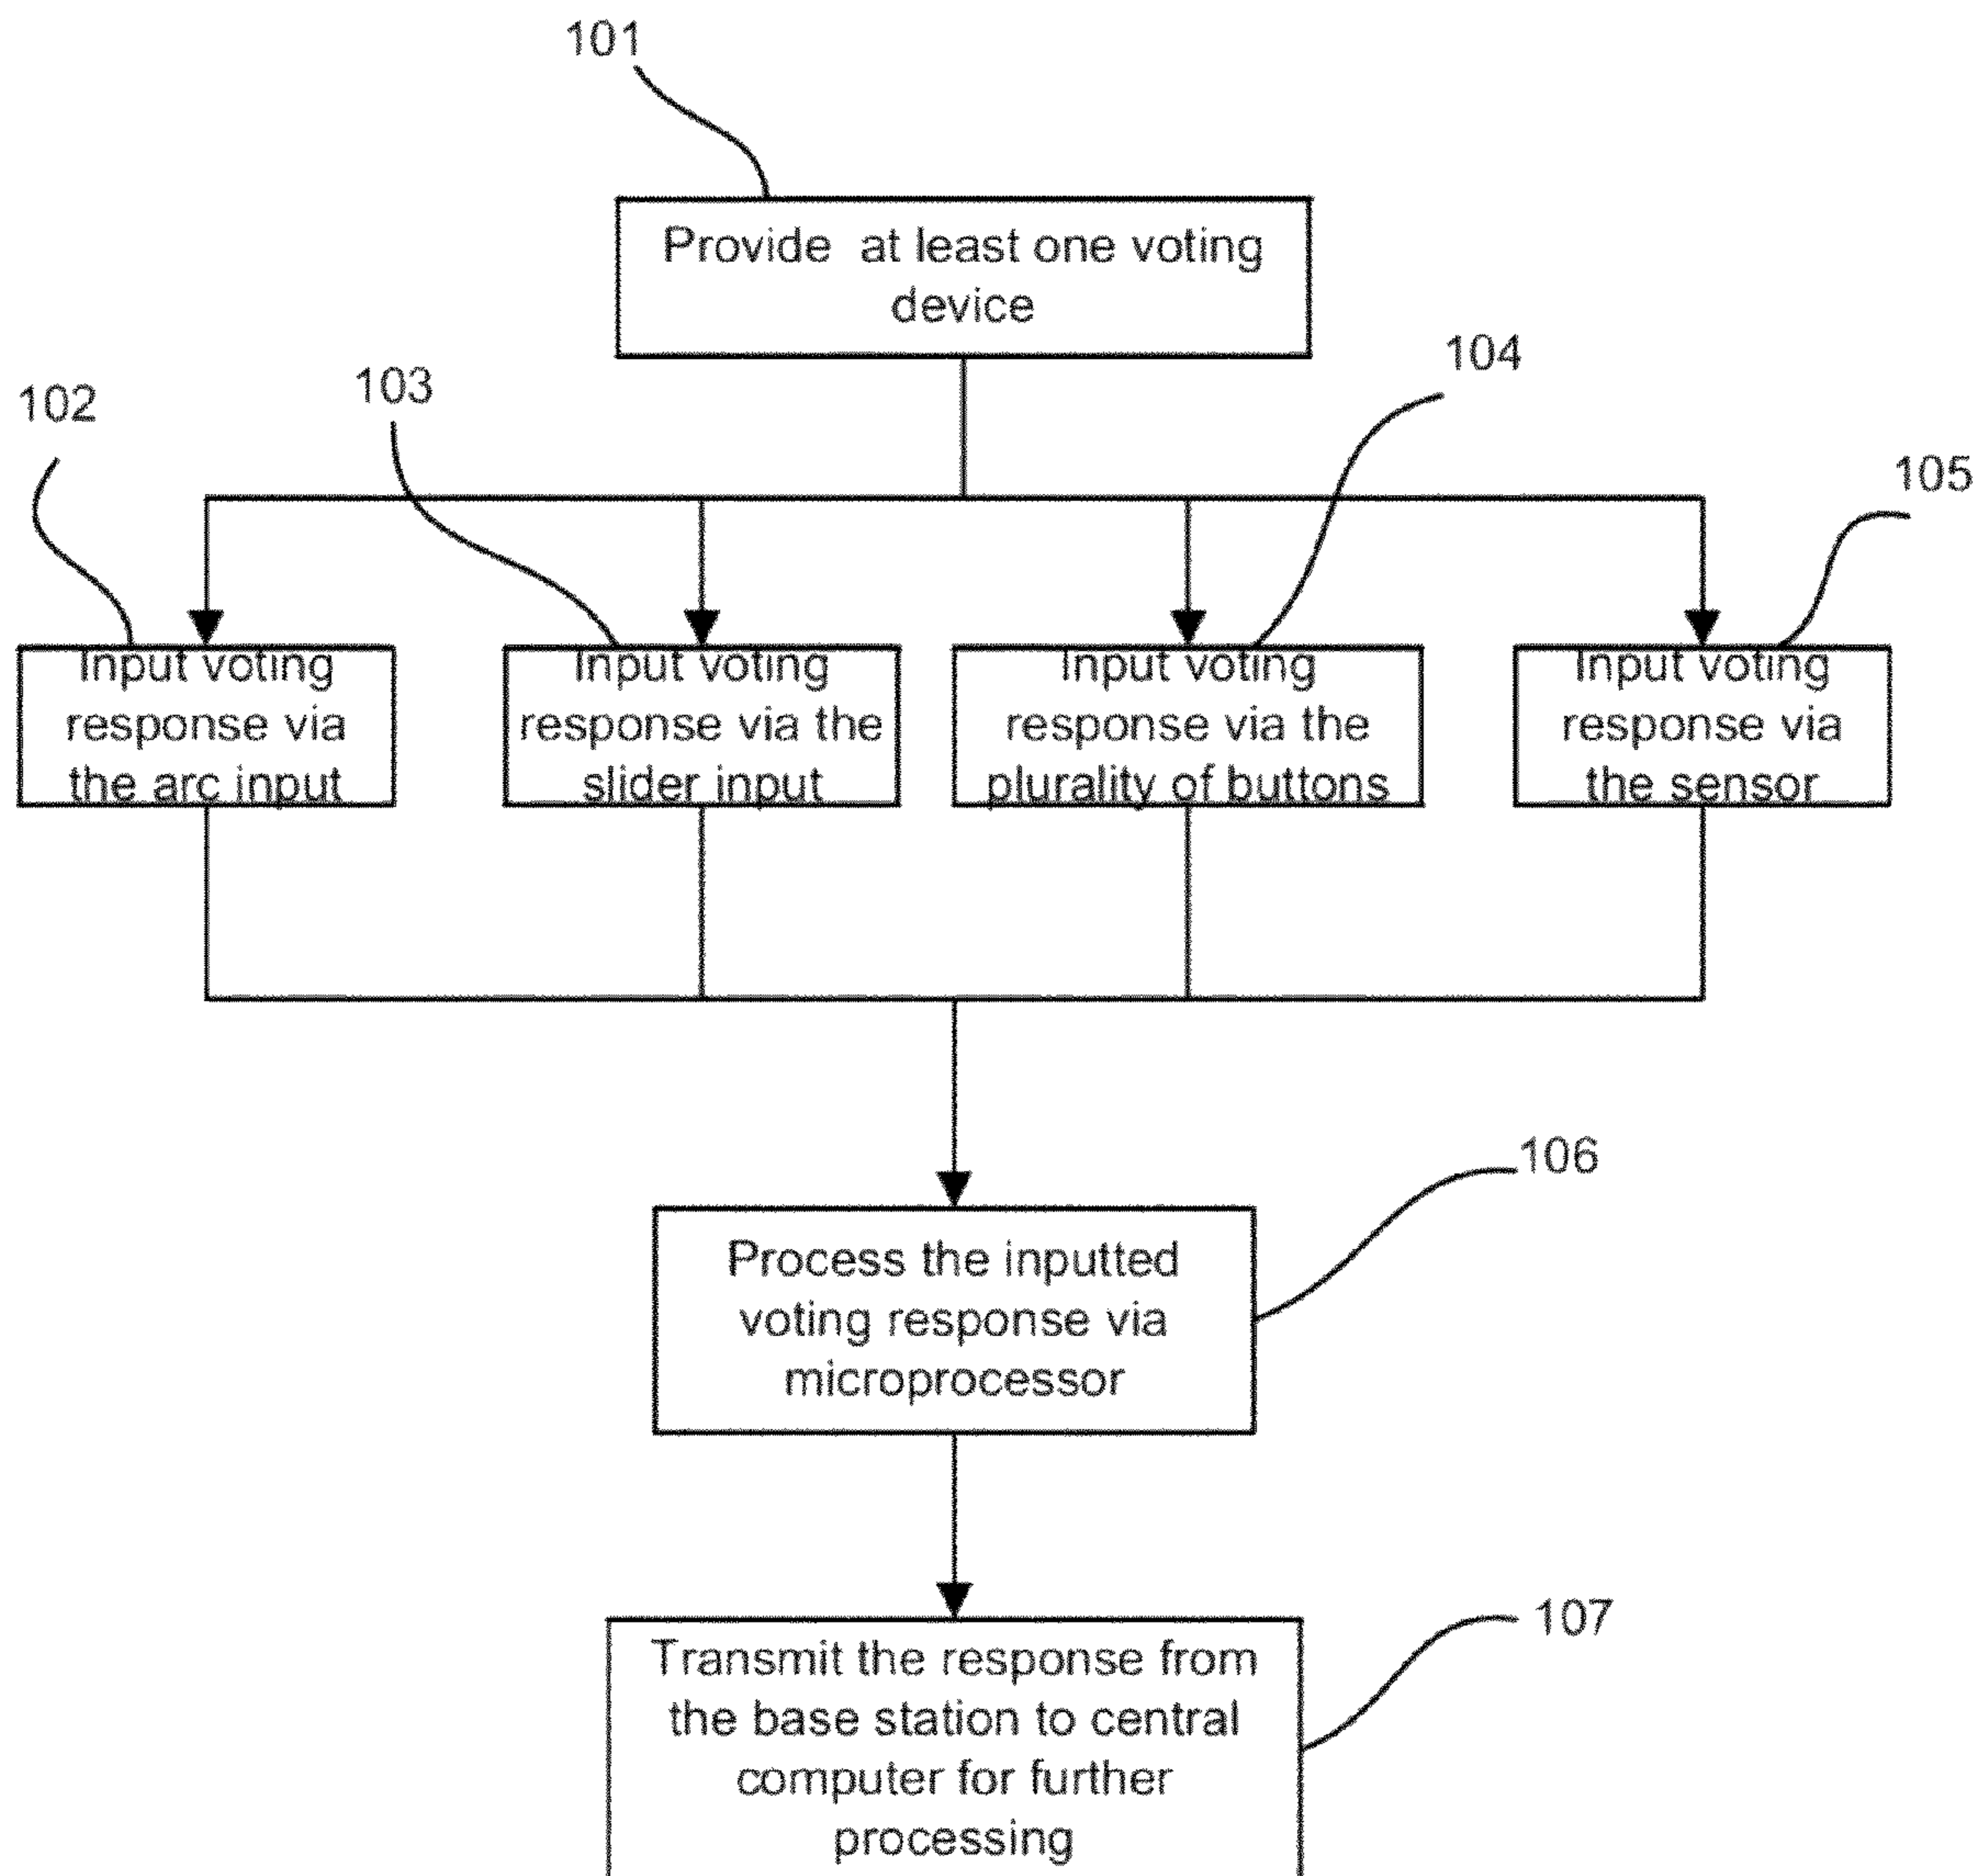 101
Provide at least one voting
device
104
103
102
105
Input voting
response via
the arc input
Input voting
response via the
slider input
Input voting
response via the
plurality of buttons
Input voting
response via
the sensor
106
Process the inputted
voting response via
microprocessor
107
Transmit the response from
the base station to central
computer for further
processing